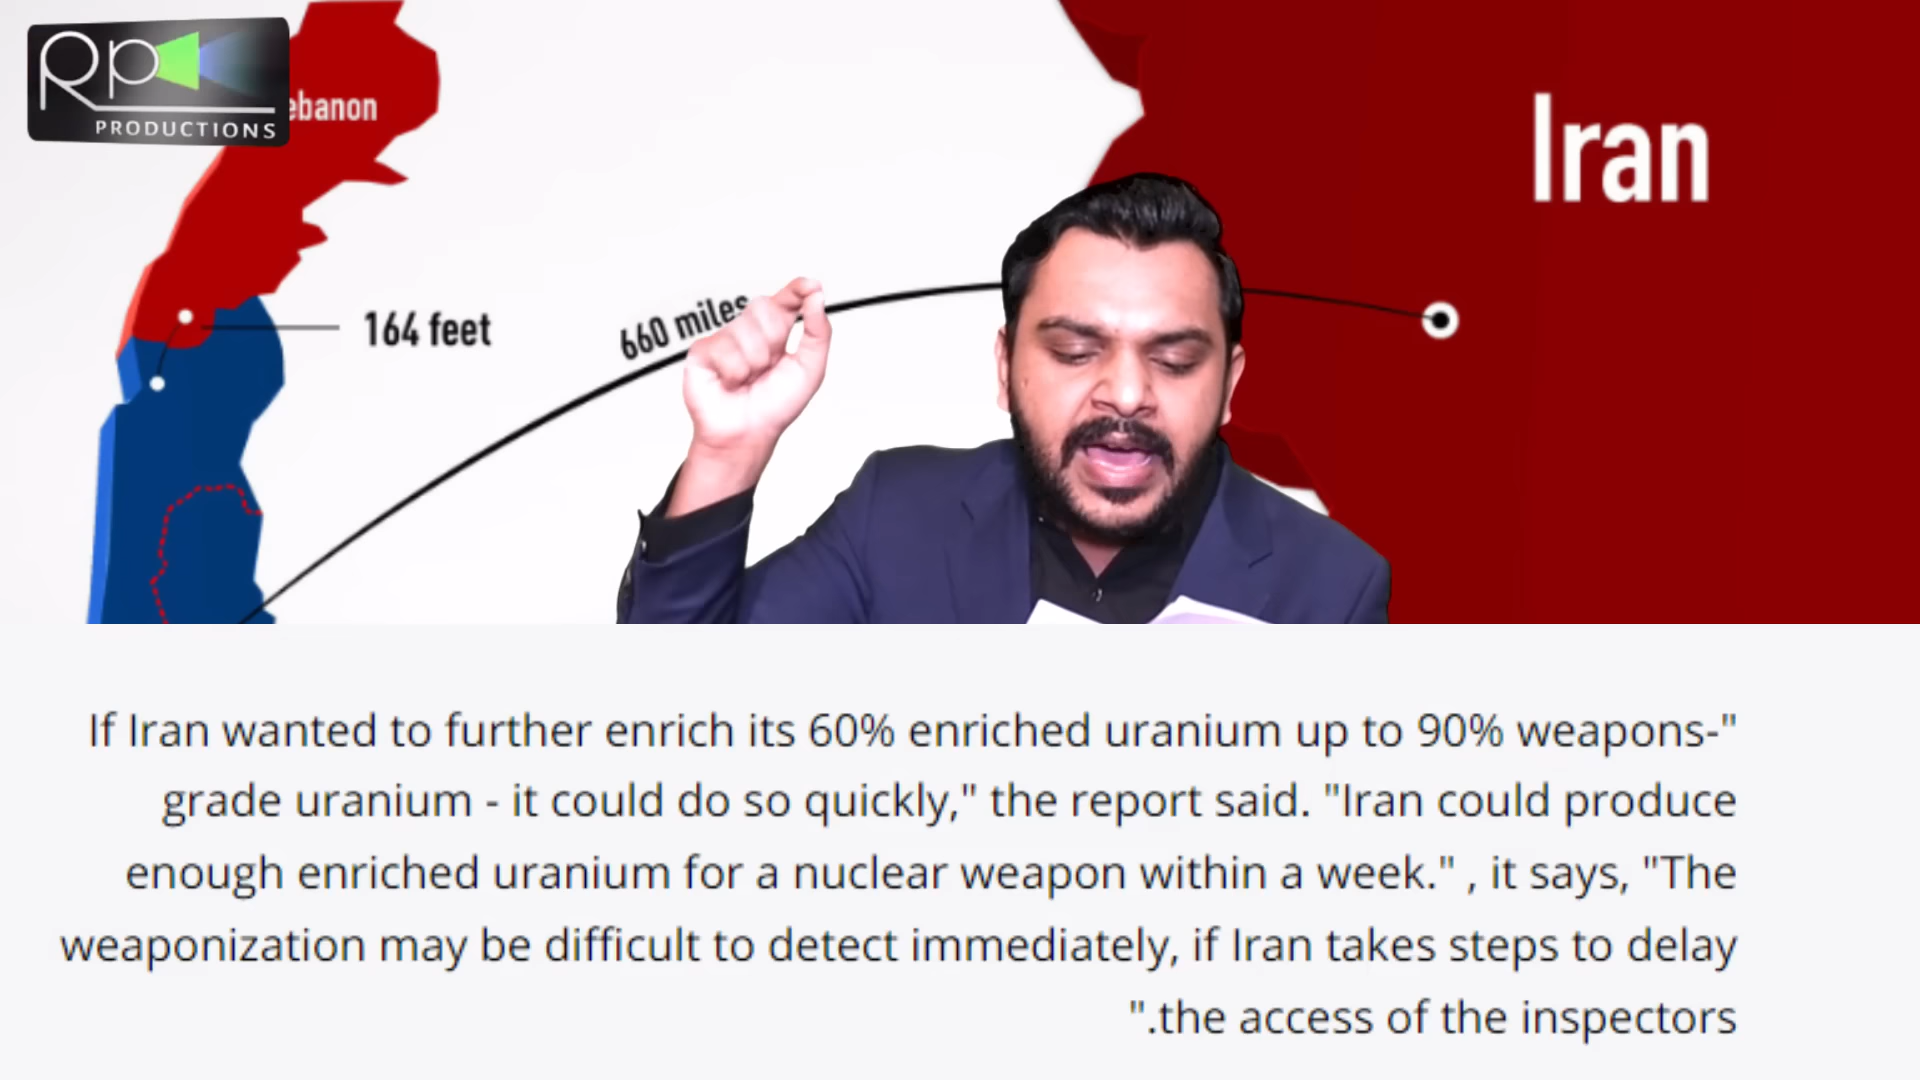 Rp
PRODUCTIONS
ebanon
Iran
164 feet
660 miles
If Iran wanted to further enrich its 60% enriched uranium up to 90% weapons-"
grade uranium - it could do so quickly," the report said. "Iran could produce
enough enriched uranium for a nuclear weapon within a week." , it says, "The
weaponization may be difficult to detect immediately, if Iran takes steps to delay
".the access of the inspectors